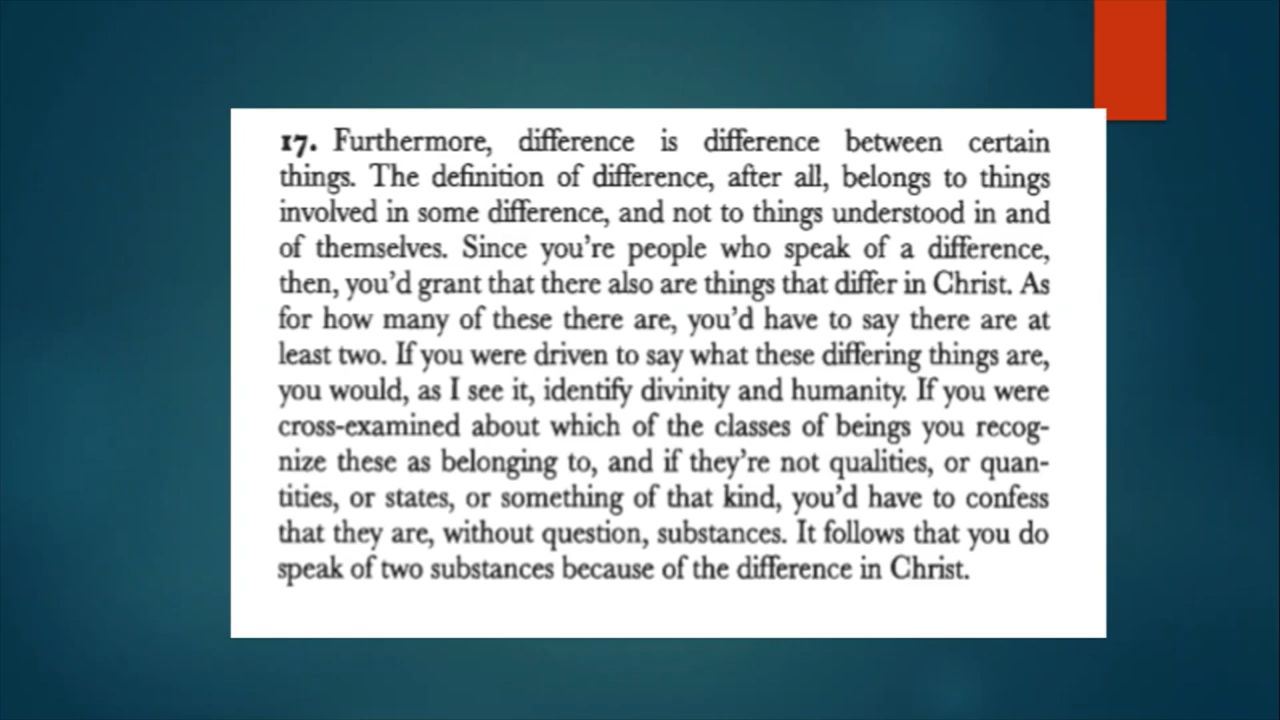 17. Furthermore, difference is difference between certain
things. The definition of difference, after all, belongs to things
involved in some difference, and not to things understood in and
of themselves. Since you're people who speak of a difference,
then, you'd grant that there also are things that differ in Christ. As
for how many of these there are, you'd have to say there are at
least two. If you were driven to say what these differing things are,
you would, as I see it, identify divinity and humanity. If you were
cross-examined about which of the classes of beings you recog-
nize these as belonging to, and if they're not qualities, or quan-
tities, or states, or something of that kind, you'd have to confess
that they are, without question, substances. It follows that you do
speak of two substances because of the difference in Christ.